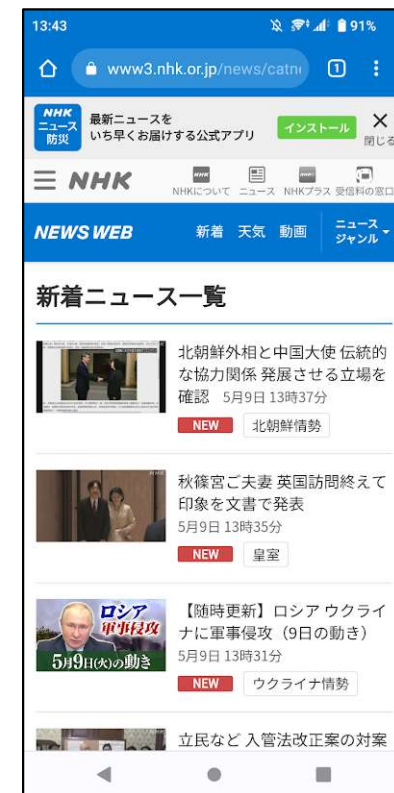 13:43
91%
www3.nhk.or.jp/news/catn
1
NHK
ニュース
防災
最新ニュースを
いち早くお届けする公式アプリ
インストール
閉じる
NHK
NHKについて
ニュース
NHKプラス
受信料の窓口
NEWS WEB
新着
天気
動画
ニュース
ジャンル
新着ニュース一覧
北朝鮮外相と中国大使 伝統的
な協力関係 発展させる立場を
確認 5月9日 13時37分
NEW
北朝鮮情勢
秋篠宮ご夫妻 英国訪問終えて
印象を文書で発表
5月9日 13時35分
NEW
皇室
ロシア
軍事侵攻
5月9日(火)の動き
【随時更新】ロシア ウクライ
ナに軍事侵攻(9日の動き)
5月9日 13時31分
NEW
ウクライナ情勢
立民など 入管法改正案の対案